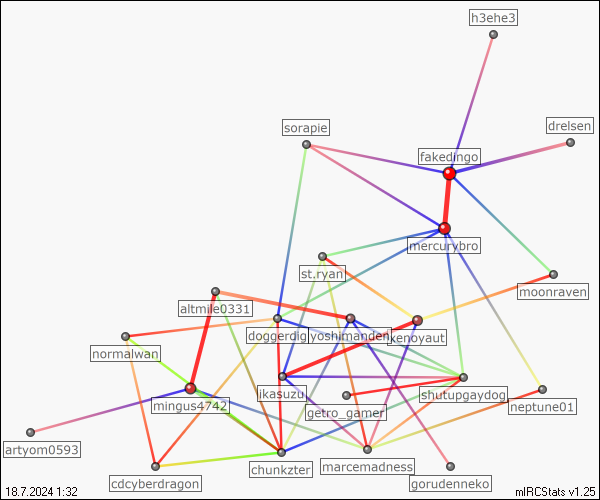 h3ehe3
sorapie
drelsen
fakedingo
mercurybro
st.ryan
moonraven
altmile0331
doggerdig
yoshimanden
kenoyaut
normalwan
ikasuzu
shutupgaydog
mingus4742
getro_gamer
neptune01
artyom0593
cdcyberdragon
chunkzter
marcemadness
gorudenneko
18.7.2024 1:32
mIRCStats v1.25